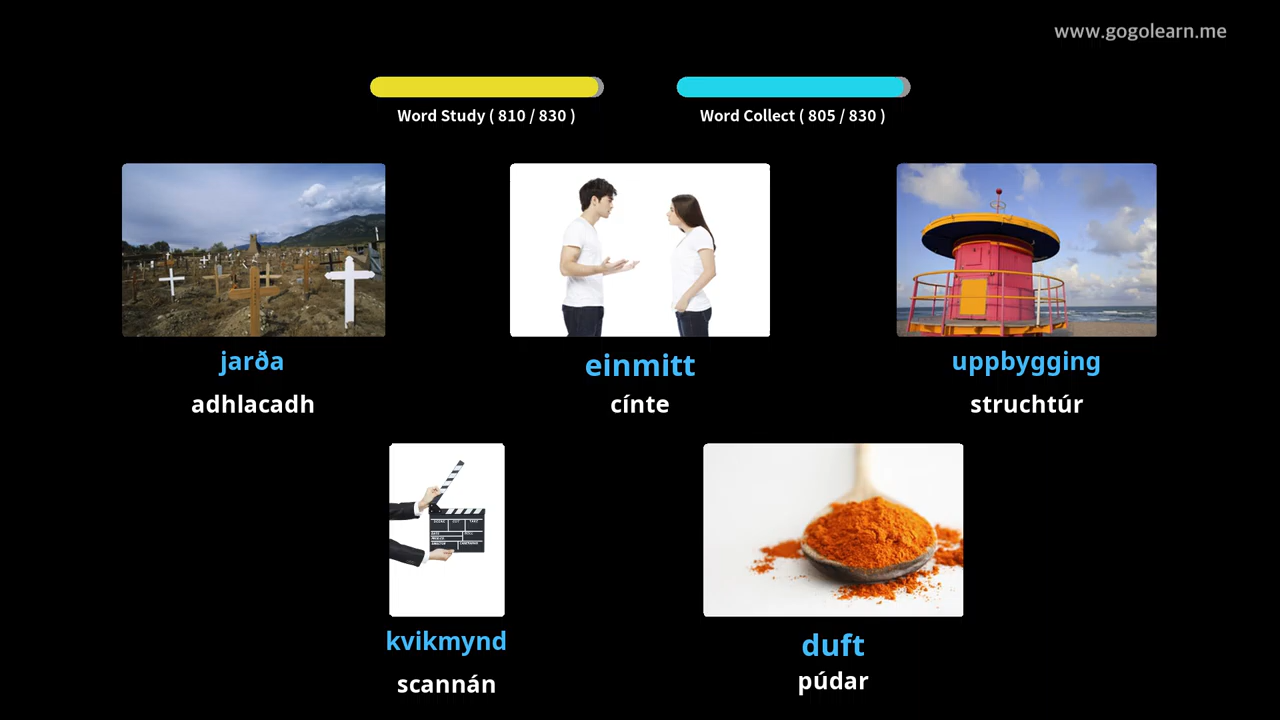 www.gogolearn.me
Word Study ( 810 / 830 )
Word Collect ( 805 / 830 )
jarða
einmitt
uppbygging
adhlacadh
cínte
struchtúr
kvikmynd
duft
scannán
púdar